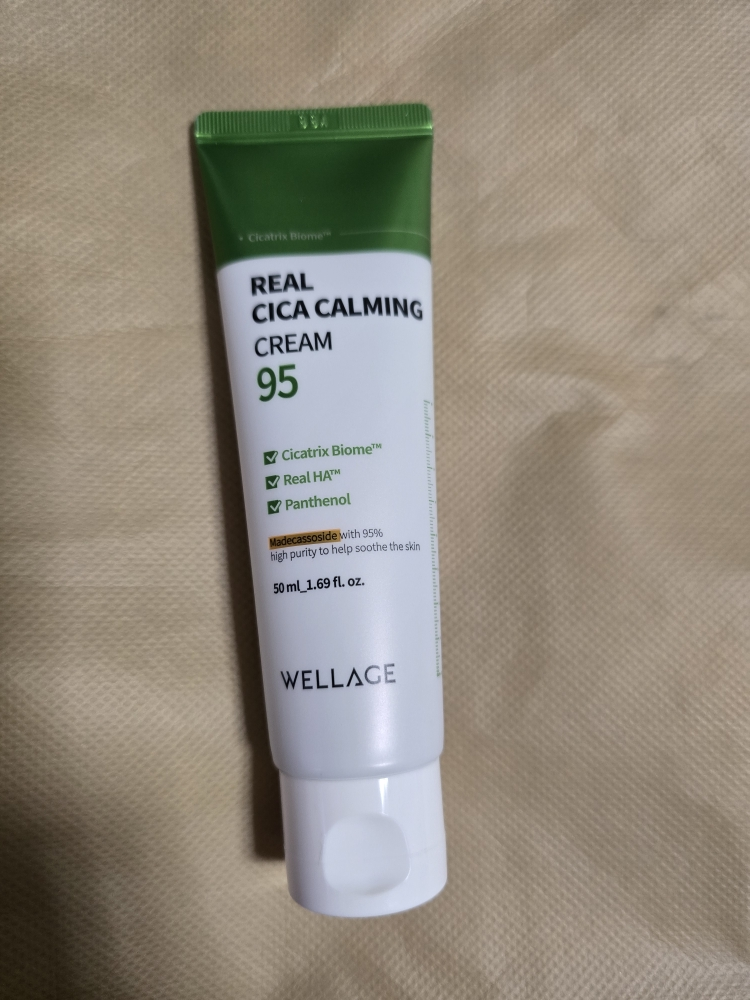 + Cicatrix Biome™
REAL
CICA CALMING
CREAM
95
Cicatrix Biome™
Real HA™
Panthenol
Madecassoside with 95%
high purity to help soothe the skin
50 ml_1.69 fl. oz.
WELLAGE